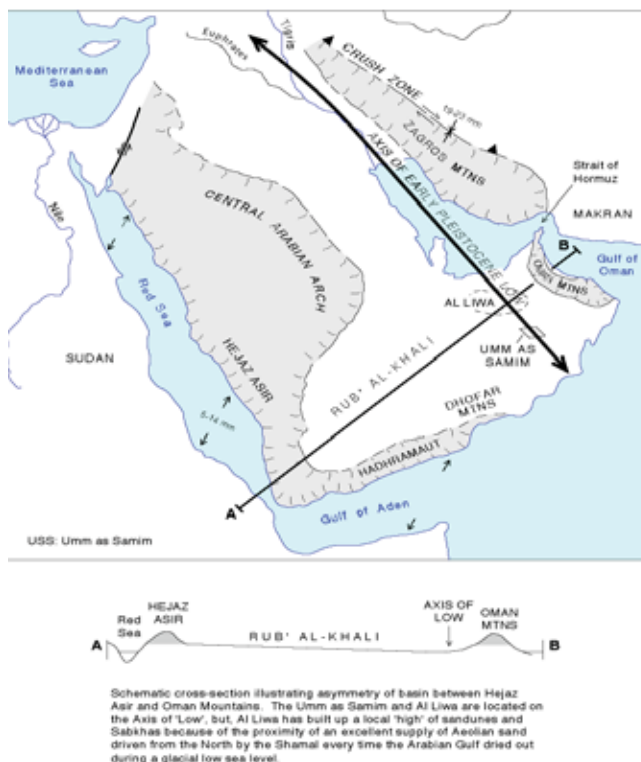 Mediterranean
Sea
Euphrates
Tigris
CRUSH ZONE
19-23 mm
ZAGROS
MTNS
AXIS OF EARLY PLEISTOCENE LOW
Strait of
Hormuz
MAKRAN
B
Gulf of
Oman
OMAN MTNS
Nile
CENTRAL ARABIAN ARCH
Red Sea
AL LIWA
UMM AS
SAMIM
SUDAN
HEJAZ ASIR
RUB' AL-KHALI
DHOFAR
MTNS
5-14 mm
HADHRAMAUT
A
Gulf of Aden
USS: Umm as Samim
HEJAZ
ASIR
Red
Sea
AXIS OF
LOW
OMAN
MTNS
A
RUB' AL-KHALI
B
Schematic cross-section illustrating asymmetry of basin between Hejaz
Asir and Oman Mountains. The Umm as Samim and Al Liwa are located on
the Axis of 'Low', but, Al Liwa has built up a local 'high' of sandunes and
Sabkhas because of the proximity of an excellent supply of Aeolian sand
driven from the North by the Shamal every time the Arabian Gulf dried out
during a glacial low sea level.